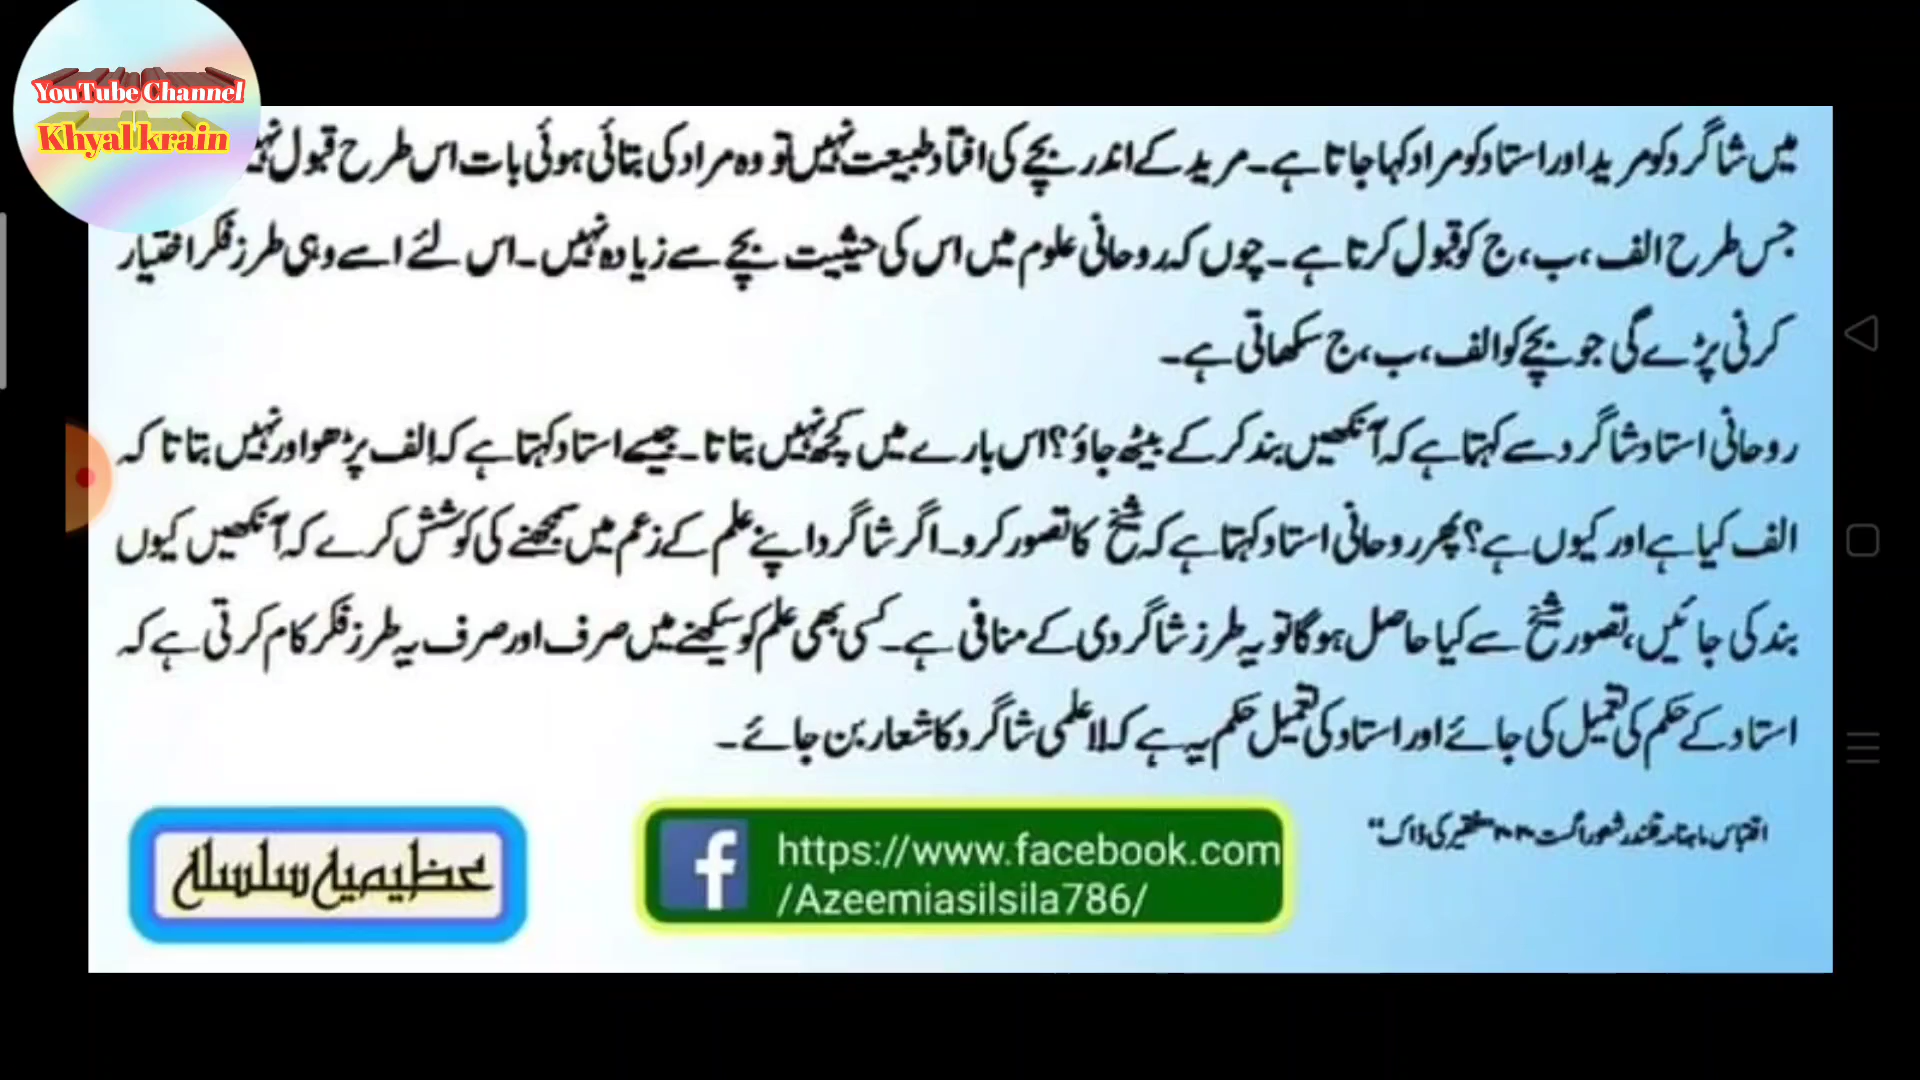 YouTube Channel
Khyal krain
میں شاگرد کو مرید اور استاد کو مراد کہا جاتا ہے۔ مرید کے اندر بچے کی افتاد طبیعت نہیں تو وہ مراد کی بتائی ہوئی بات اس طرح قبول
جس طرح الف، ب، ج کو قبول کرتا ہے۔ چوں کہ روحانی علوم میں اس کی حیثیت بچے سے زیادہ نہیں۔ اس لئے اسے وہی طرز فکر اختیار
کرنی پڑے گی جو بچے کو الف، ب، ج سکھاتی ہے۔
روحانی استاد شاگرد سے کہتا ہے کہ آنکھیں بند کر کے بیٹھ جاؤ؟ اس بارے میں کچھ نہیں بتاتا۔ جیسے استاد کہتا ہے کہ الف پڑھو اور نہیں بتاتا کہ
الف کیا ہے اور کیوں ہے؟ پھر روحانی استاد کہتا ہے کہ شیخ کا تصور کرو۔ اگر شاگرد اپنے علم کے زعم میں سمجھنے کی کوشش کرے کہ آنکھیں کیوں
بند کی جائیں، تصور شیخ سے کیا حاصل ہوگا تو یہ طرز شاگردی کے منافی ہے۔ کسی بھی علم کو سیکھنے میں صرف اور صرف یہ طرز فکر کام کرتی ہے کہ
استاد کے حکم کی تعمیل کی جائے اور استاد کی تعمیل حکم یہ ہے کہ لاعلمی شاگرد کا شعار بن جائے۔
اقتباس ماہنامہ قلندر شعور اگست ۲۰۲۰ "فقیر کی ڈاک"
https://www.facebook.com
/Azeemiasilsila786/
عظیمیہ سلسلہ